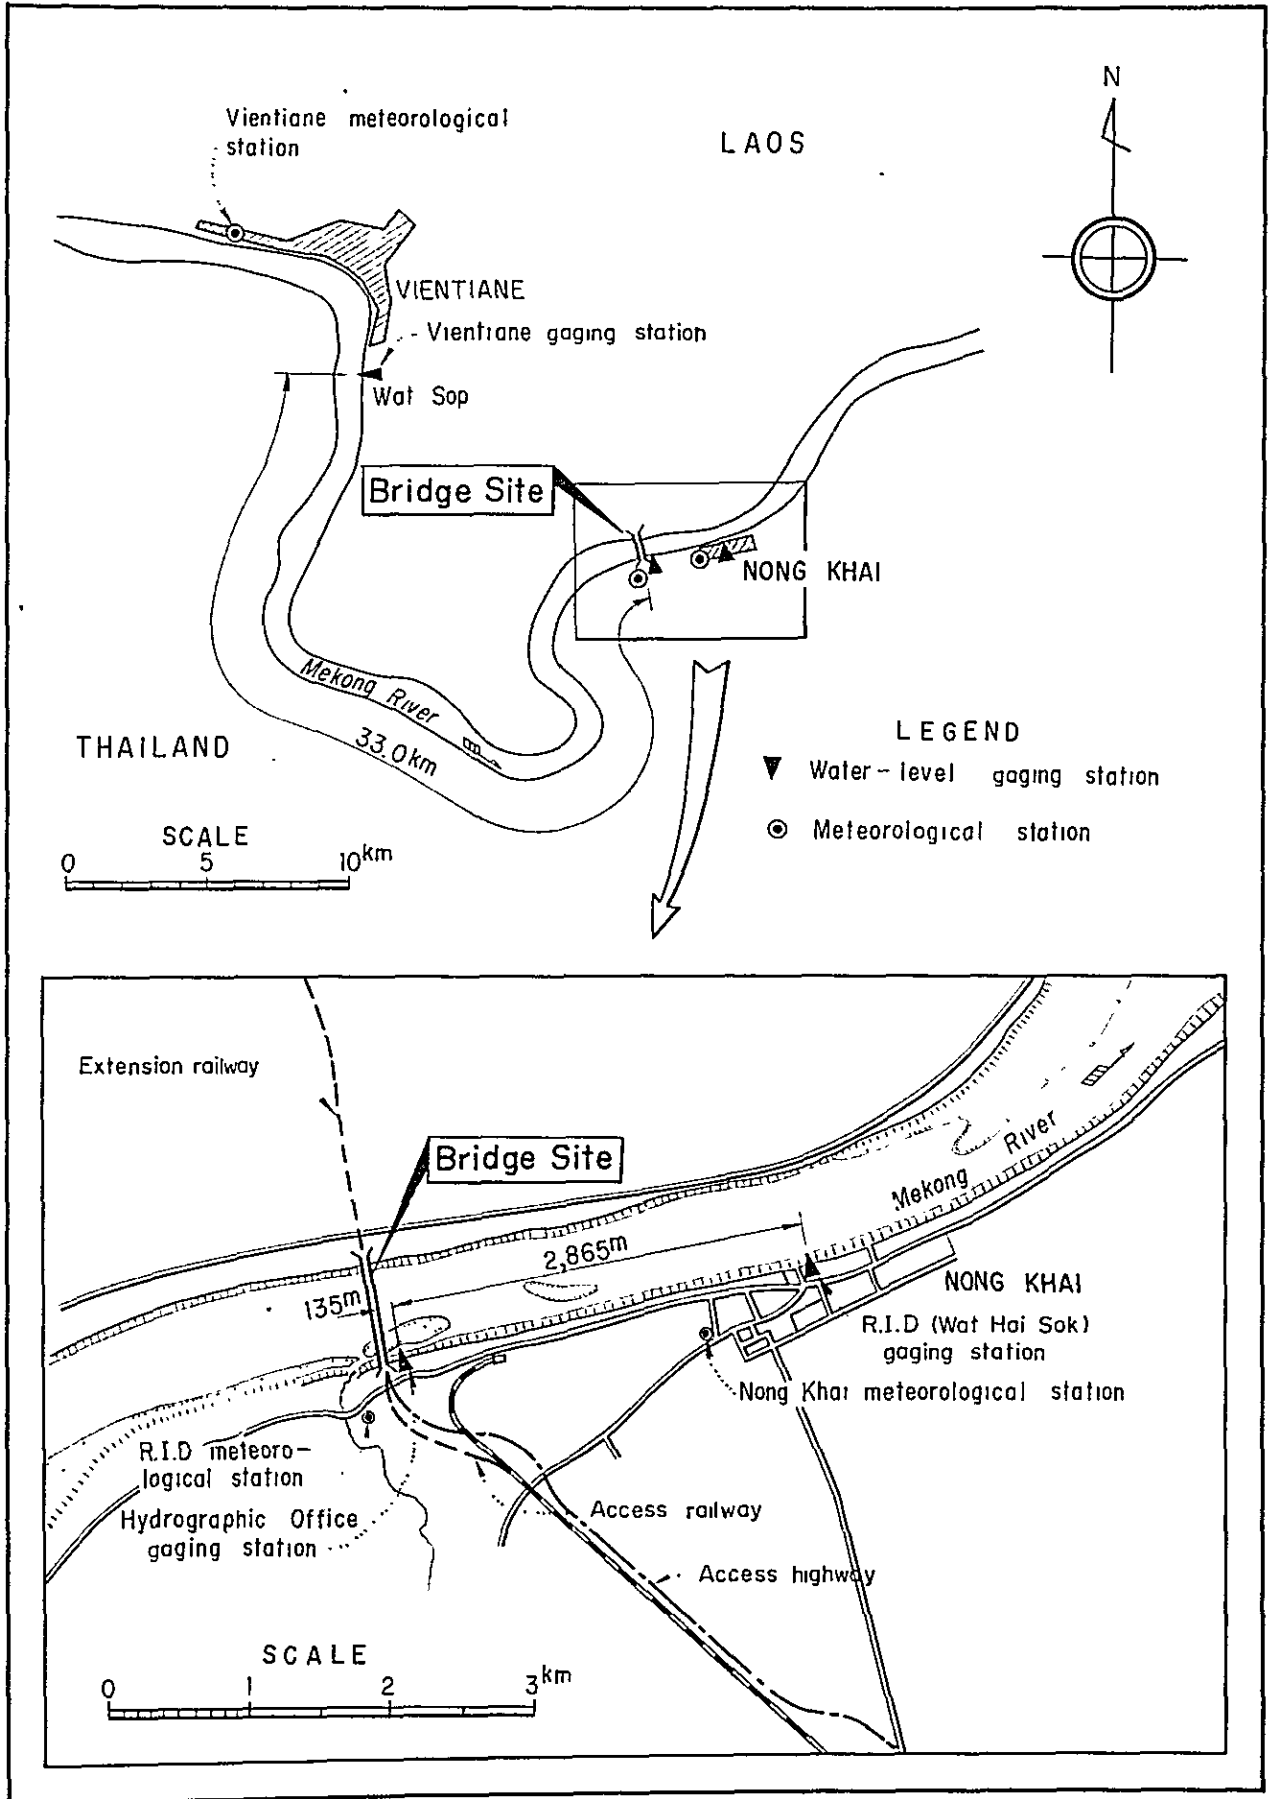 N
Vientiane meteorological
station
LAOS
VIENTIANE
Vientiane gaging station
Wat Sop
Bridge Site
NONG KHAI
Mekong River
33.0km
THAILAND
LEGEND
Water-level gaging station
Meteorological station
SCALE
0 5 10km
Extension railway
Bridge Site
Mekong River
2,865m
135m
NONG KHAI
R.I.D (Wat Hai Sok)
gaging station
Nong Khai meteorological station
R.I.D meteoro-
logical station
Hydrographic Office
gaging station
Access railway
Access highway
SCALE
0 1 2 3km